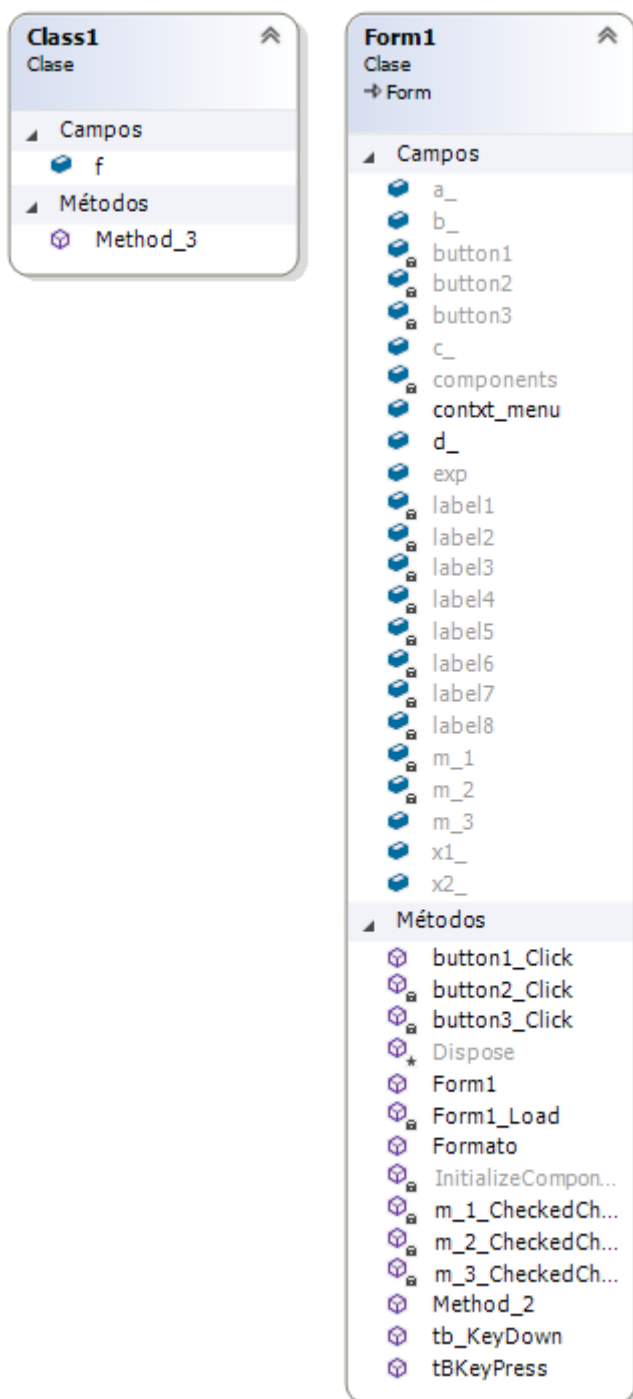 Class1
Clase
Campos
f
Métodos
Method_3
Form1
Clase
Form
Campos
a_
b_
button1
button2
button3
c_
components
contxt_menu
d_
exp
label1
label2
label3
label4
label5
label6
label7
label8
m_1
m_2
m_3
x1_
x2_
Métodos
button1_Click
button2_Click
button3_Click
Dispose
Form1
Form1_Load
Formato
InitializeCompon...
m_1_CheckedCh...
m_2_CheckedCh...
m_3_CheckedCh...
Method_2
tb_KeyDown
tBKeyPress